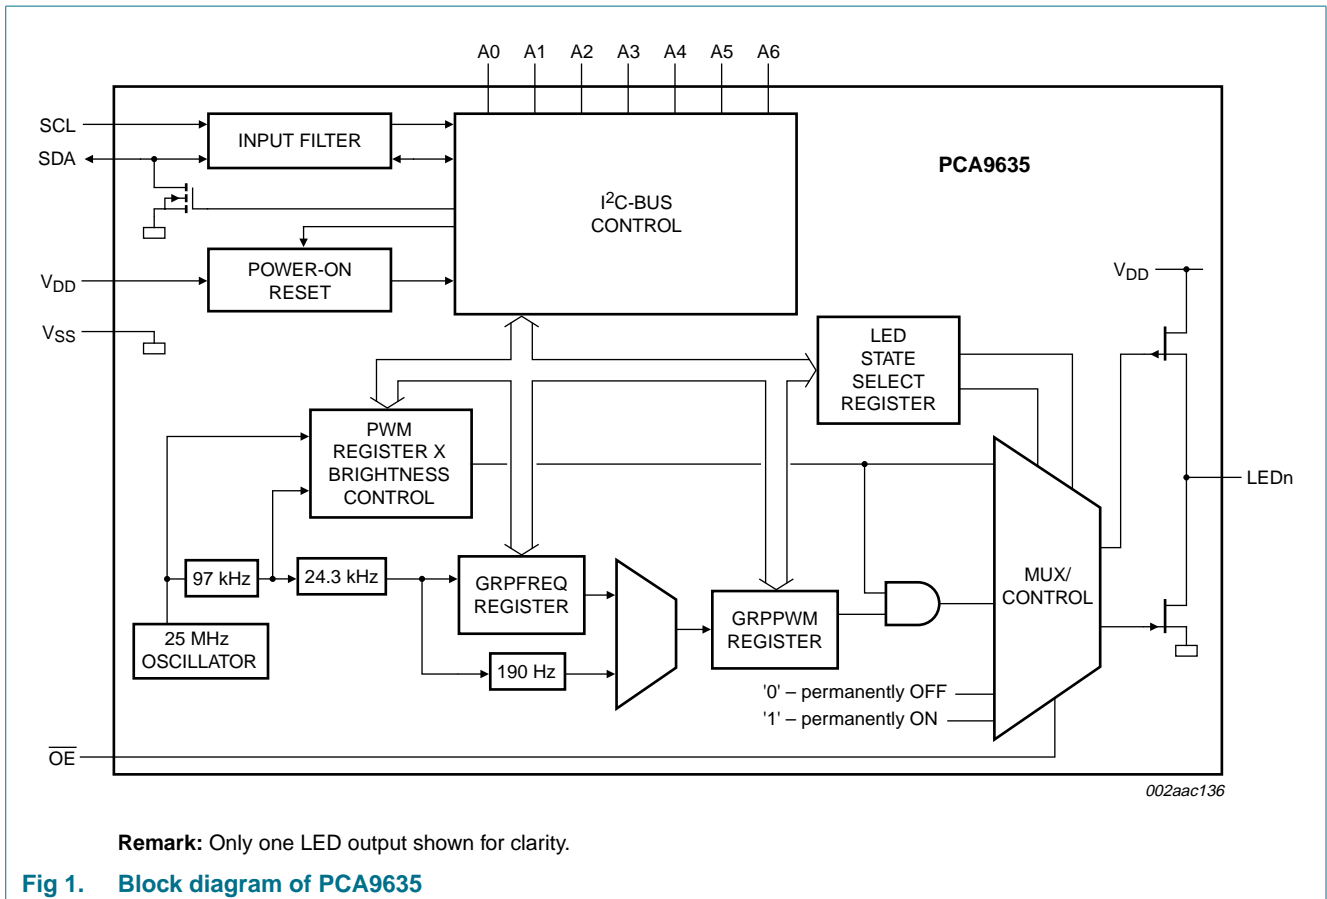 A0 A1 A2 A3 A4 A5 A6
SCL
SDA
INPUT FILTER
I2C-BUS
CONTROL
PCA9635
VDD
POWER-ON
RESET
VSS
VDD
LED
STATE
SELECT
REGISTER
PWM
REGISTER X
BRIGHTNESS
CONTROL
LEDn
97 kHz
24.3 kHz
GRPFREQ
REGISTER
MUX/
CONTROL
GRPPWM
REGISTER
25 MHz
OSCILLATOR
190 Hz
'0' – permanently OFF
'1' – permanently ON
OE
002aac136
Remark: Only one LED output shown for clarity.
Fig 1. Block diagram of PCA9635